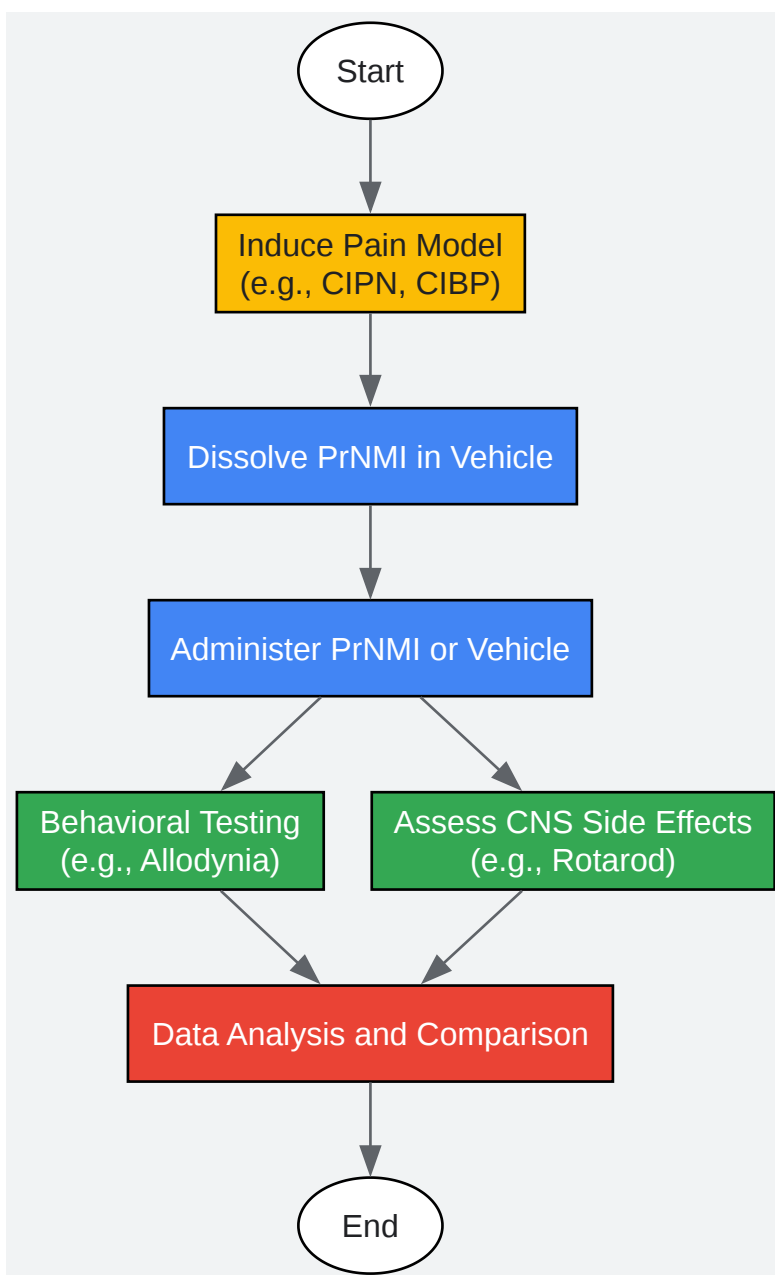 Start
Induce Pain Model
(e.g., CIPN, CIBP)
Dissolve PrNMI in Vehicle
Administer PrNMI or Vehicle
Behavioral Testing
(e.g., Allodynia)
Assess CNS Side Effects
(e.g., Rotarod)
Data Analysis and Comparison
End